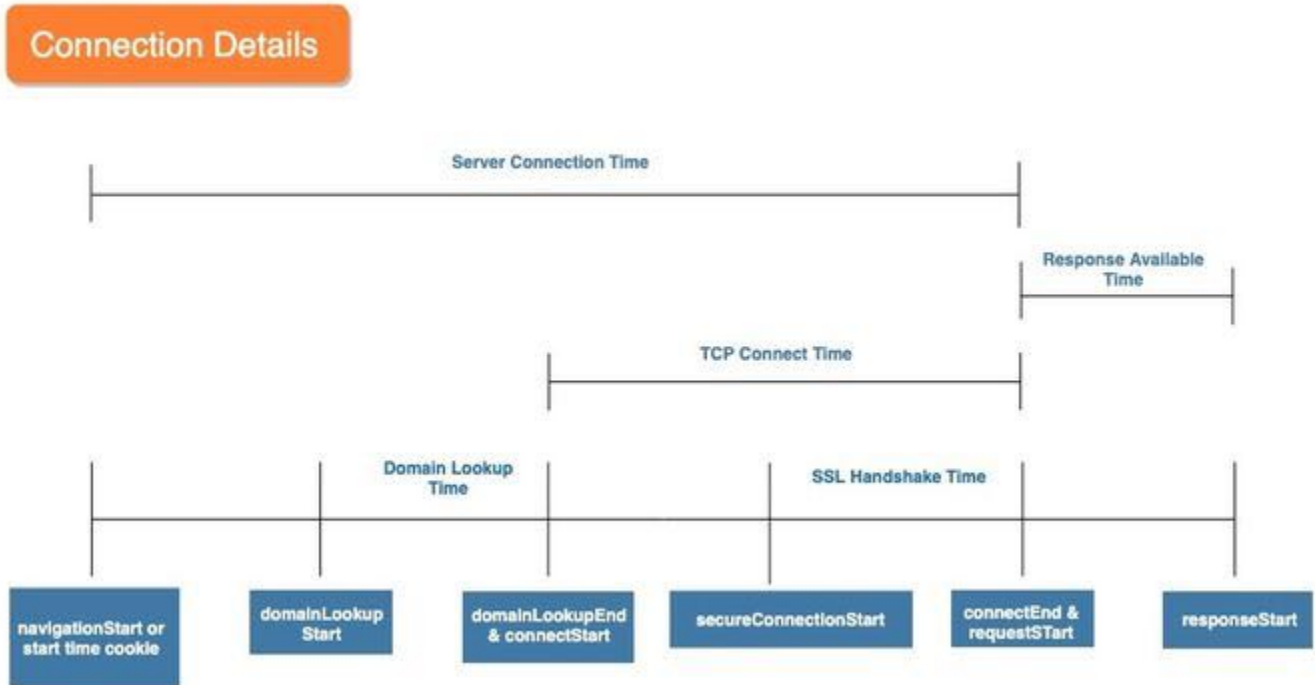 Connection Details
Server Connection Time
Response Available
Time
TCP Connect Time
Domain Lookup
Time
SSL Handshake Time
navigationStart or
start time cookie
domainLookup
Start
domainLookupEnd
& connectStart
secureConnectionStart
connectEnd &
requestSTart
responseStart